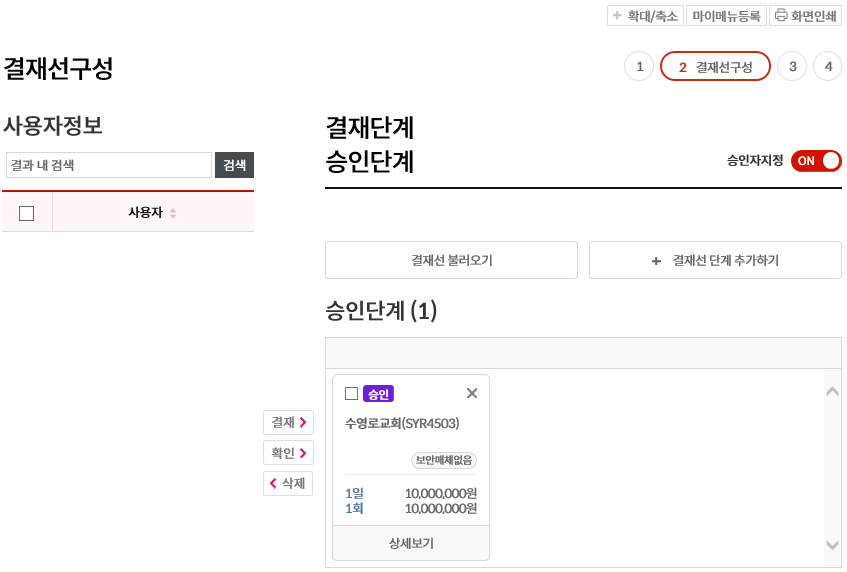 + 확대/축소 마이메뉴등록 화면인쇄
결재선구성
1 2 결재선구성 3 4
사용자정보
결과 내 검색 검색
사용자
결재단계
승인단계
승인자지정 ON
결재선 불러오기 + 결재선 단계 추가하기
승인단계 (1)
승인
수영로교회(SYR4503)
보안매체없음
1일 10,000,000원
1회 10,000,000원
상세보기
결재
확인
삭제